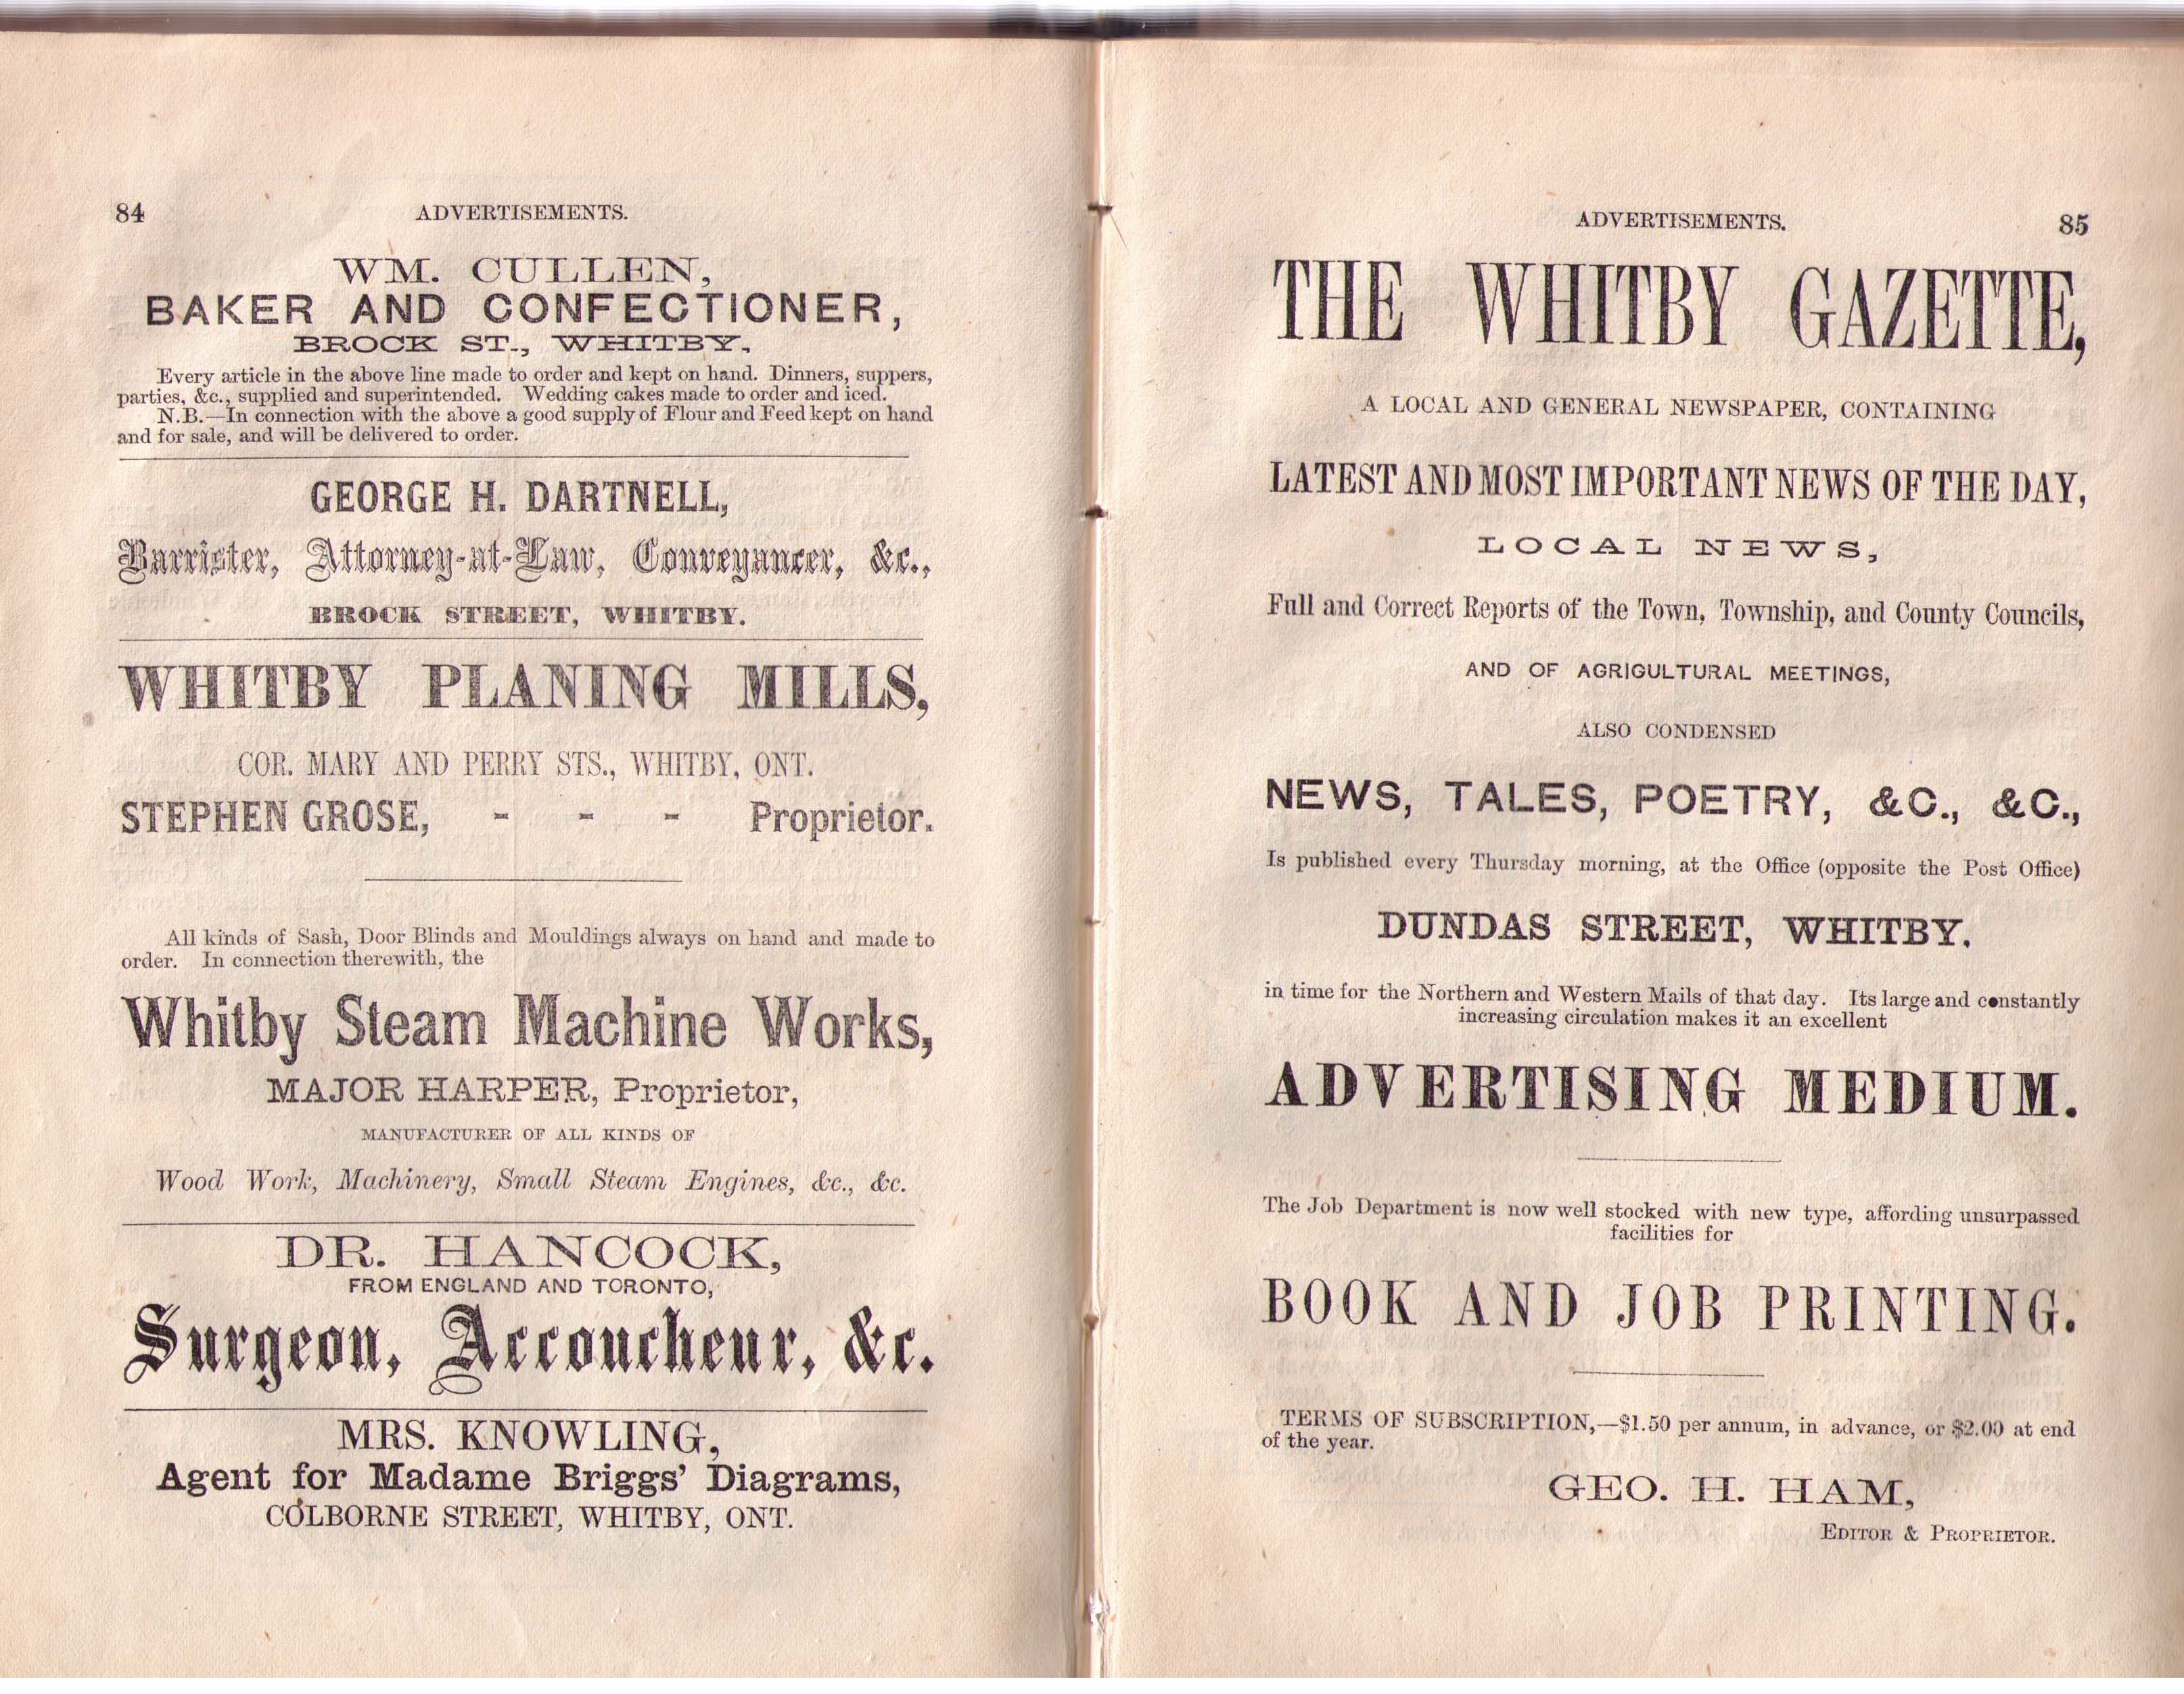 84
ADVERTISEMENTS.
WM. CULLEN,
BAKER AND CONFECTIONER,
BROCK ST., WHITBY.
Every article in the above line made to order and kept on hand. Dinners, suppers,
parties, &c., supplied and superintended. Wedding cakes made to order and iced.
N.B.—In connection with the above a good supply of Flour and Feed kept on hand
and for sale, and will be delivered to order.
GEORGE H. DARTNELL,
Barrister, Attorney-at-Law, Conveyancer, &c.,
BROCK STREET, WHITBY.
WHITBY PLANING MILLS,
COR. MARY AND PERRY STS., WHITBY, ONT.
STEPHEN GROSE, - - - Proprietor.
All kinds of Sash, Door Blinds and Mouldings always on hand and made to
order. In connection therewith, the
Whitby Steam Machine Works,
MAJOR HARPER, Proprietor,
MANUFACTURER OF ALL KINDS OF
Wood Work, Machinery, Small Steam Engines, &c., &c.
DR. HANCOCK,
FROM ENGLAND AND TORONTO,
Surgeon, Accoucheur, &c.
MRS. KNOWLING,
Agent for Madame Briggs' Diagrams,
COLBORNE STREET, WHITBY, ONT.
ADVERTISEMENTS.
85
THE WHITBY GAZETTE,
A LOCAL AND GENERAL NEWSPAPER, CONTAINING
LATEST AND MOST IMPORTANT NEWS OF THE DAY,
LOCAL NEWS,
Full and Correct Reports of the Town, Township, and County Councils,
AND OF AGRIGULTURAL MEETINGS,
ALSO CONDENSED
NEWS, TALES, POETRY, &C., &C.,
Is published every Thursday morning, at the Office (opposite the Post Office)
DUNDAS STREET, WHITBY.
in time for the Northern and Western Mails of that day. Its large and constantly
increasing circulation makes it an excellent
ADVERTISING MEDIUM.
The Job Department is now well stocked with new type, affording unsurpassed
facilities for
BOOK AND JOB PRINTING.
TERMS OF SUBSCRIPTION,—$1.50 per annum, in advance, or $2.00 at end
of the year.
GEO. H. HAM,
EDITOR & PROPRIETOR.